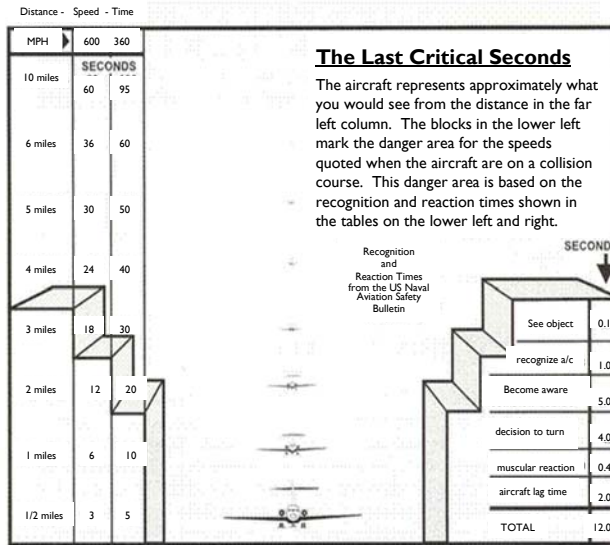 Distance - Speed - Time
MPH 600 360
SECONDS
10 miles 60 95
6 miles 36 60
5 miles 30 50
4 miles 24 40
3 miles 18 30
2 miles 12 20
1 miles 6 10
1/2 miles 3 5
The Last Critical Seconds
The aircraft represents approximately what
you would see from the distance in the far
left column. The blocks in the lower left
mark the danger area for the speeds
quoted when the aircraft are on a collision
course. This danger area is based on the
recognition and reaction times shown in
the tables on the lower left and right.
Recognition
and
Reaction Times
from the US Naval
Aviation Safety
Bulletin
SECOND
See object 0.1
recognize a/c 1.0
Become aware 5.0
decision to turn 4.0
muscular reaction 0.4
aircraft lag time 2.0
TOTAL 12.0